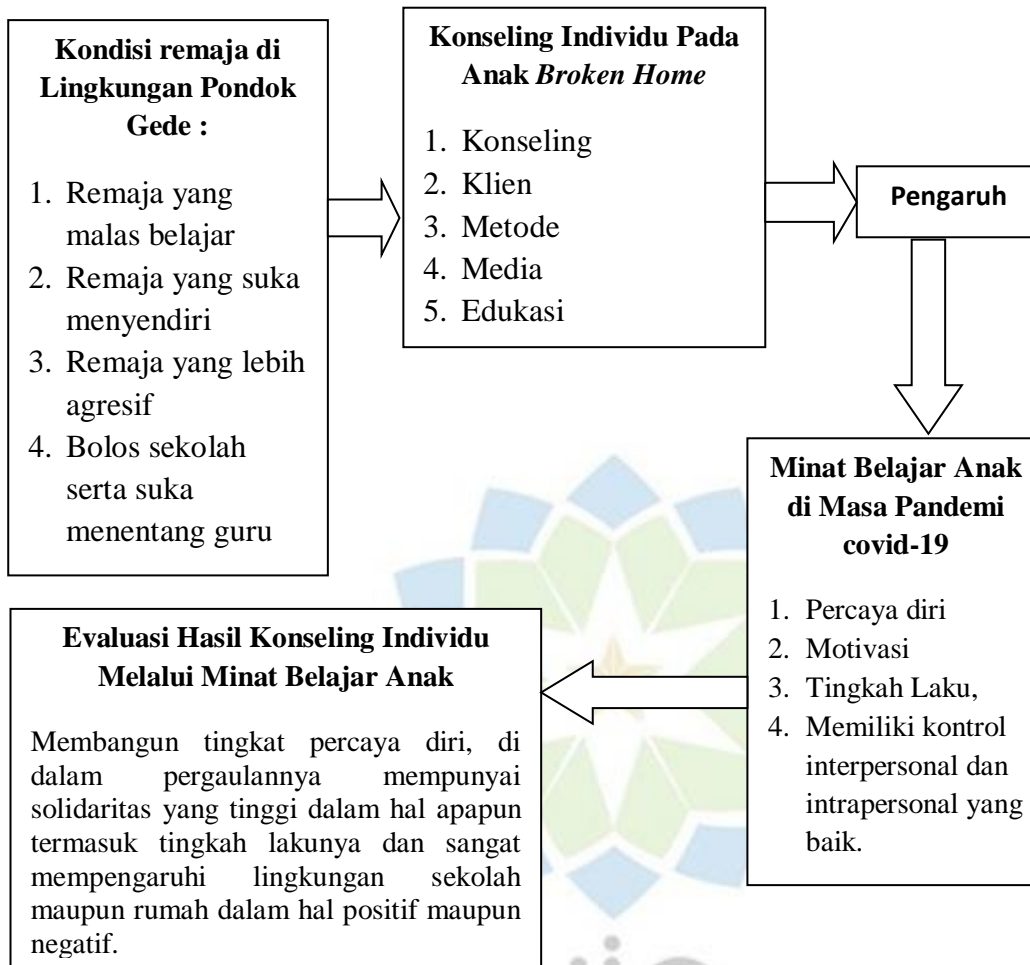 Kondisi remaja di
Lingkungan Pondok
Gede :
1. Remaja yang
malas belajar
2. Remaja yang suka
menyendiri
3. Remaja yang lebih
agresif
4. Bolos sekolah
serta suka
menentang guru
Konseling Individu Pada
Anak Broken Home
1. Konseling
2. Klien
3. Metode
4. Media
5. Edukasi
Pengaruh
Minat Belajar Anak
di Masa Pandemi
covid-19
1. Percaya diri
2. Motivasi
3. Tingkah Laku,
4. Memiliki kontrol
interpersonal dan
intrapersonal yang
baik.
Evaluasi Hasil Konseling Individu
Melalui Minat Belajar Anak
Membangun tingkat percaya diri, di
dalam pergaulannya mempunyai
solidaritas yang tinggi dalam hal apapun
termasuk tingkah lakunya dan sangat
mempengaruhi lingkungan sekolah
maupun rumah dalam hal positif maupun
negatif.